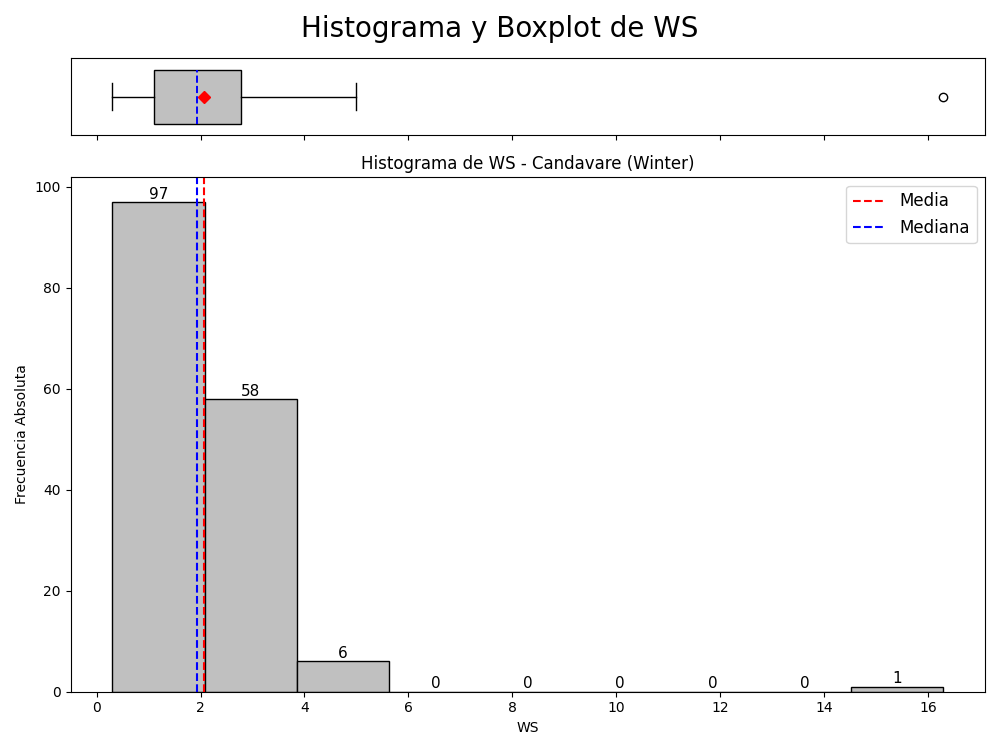 Histograma y Boxplot de WS
Histograma de WS - Candavare (Winter)
Media
Mediana
97
58
6
0
0
0
0
0
1
100
80
60
40
20
0
Frecuencia Absoluta
0 2 4 6 8 10 12 14 16
WS